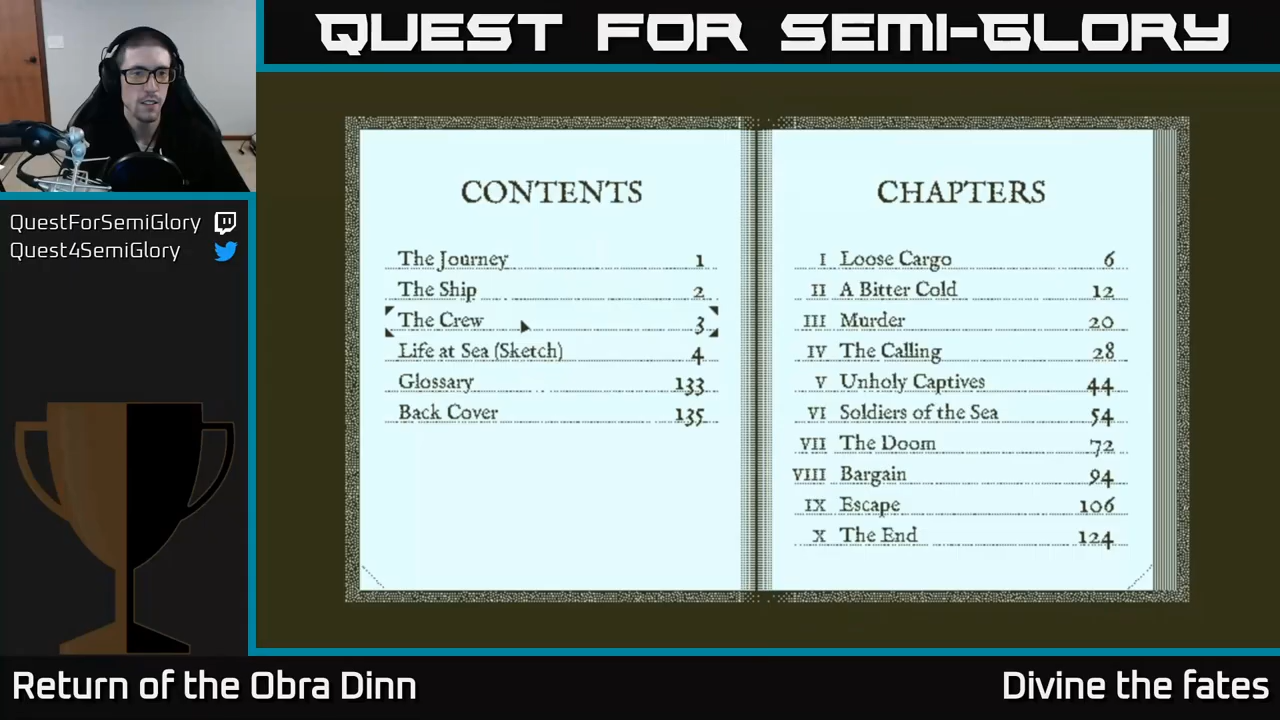 QUEST FOR SEMI-GLORY
QuestForSemiGlory
Quest4SemiGlory
CONTENTS
The Journey 1
The Ship 2
The Crew 3
Life at Sea (Sketch) 4
Glossary 133
Back Cover 135
CHAPTERS
I Loose Cargo 6
II A Bitter Cold 12
III Murder 20
IV The Calling 28
V Unholy Captives 44
VI Soldiers of the Sea 54
VII The Doom 72
VIII Bargain 94
IX Escape 106
X The End 124
Return of the Obra Dinn
Divine the fates